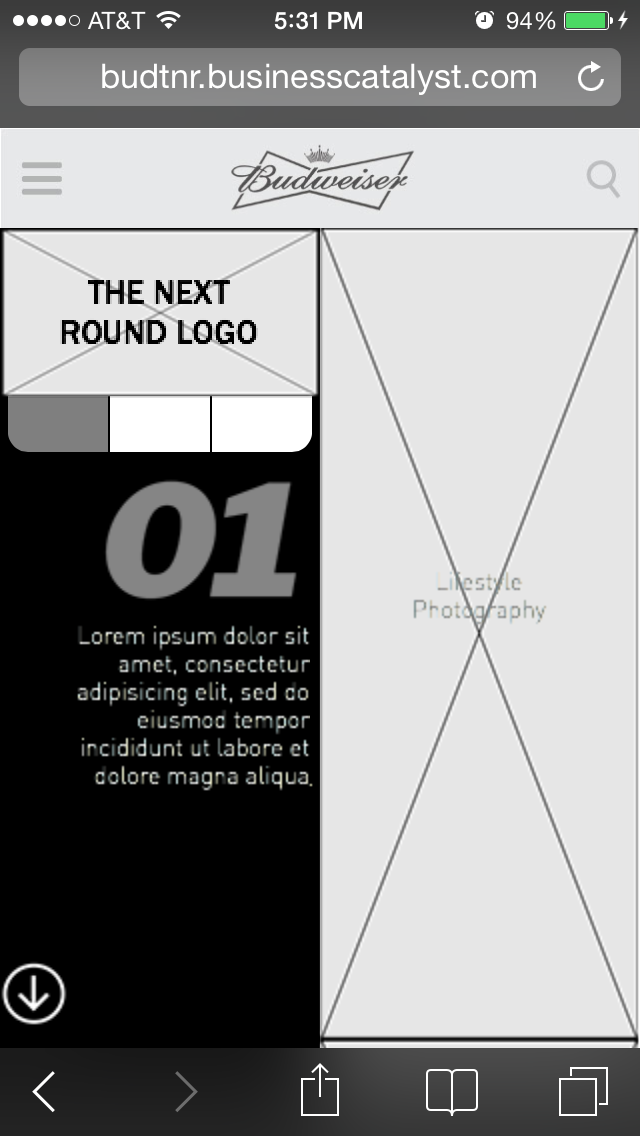 AT&T 5:31 PM 94%
budtnr.businesscatalyst.com
Budweiser
THE NEXT
ROUND LOGO
01
Lorem ipsum dolor sit
amet, consectetur
adipisicing elit, sed do
eiusmod tempor
incididunt ut labore et
dolore magna aliqua.
Lifestyle
Photography